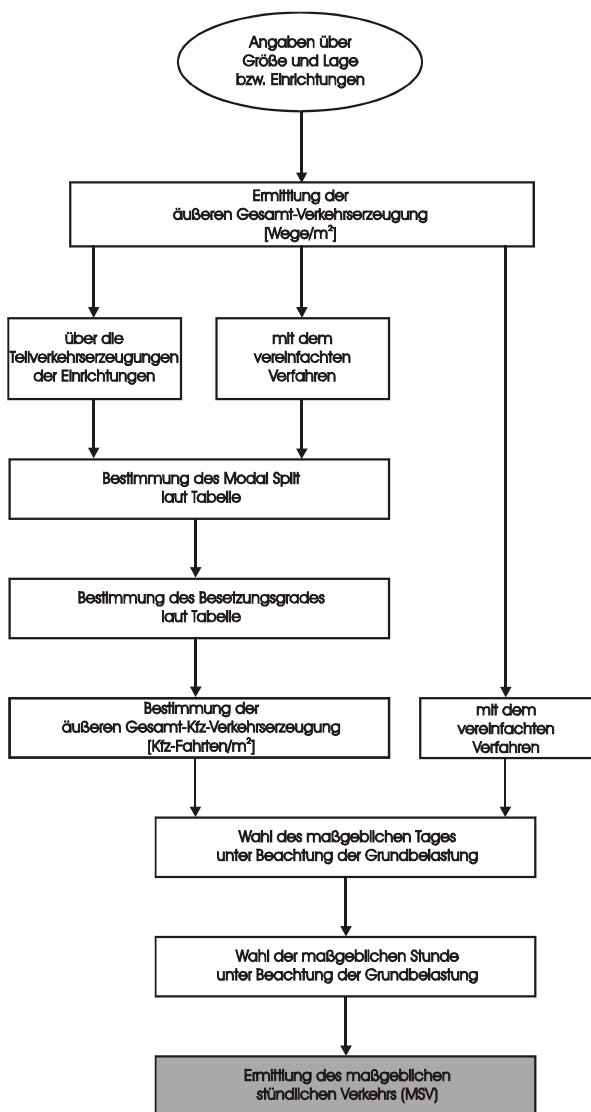 Angaben über
Größe und Lage
bzw. Einrichtungen
Ermittlung der
äußeren Gesamt-Verkehrserzeugung
[Wege/m²]
über die
Teilverkehrserzeugungen
der Einrichtungen
mit dem
vereinfachten
Verfahren
Bestimmung des Modal Split
laut Tabelle
Bestimmung des Besetzungsgrades
laut Tabelle
Bestimmung der
äußeren Gesamt-Kfz-Verkehrserzeugung
[Kfz-Fahrten/m²]
mit dem
vereinfachten
Verfahren
Wahl des maßgeblichen Tages
unter Beachtung der Grundbelastung
Wahl der maßgeblichen Stunde
unter Beachtung der Grundbelastung
Ermittlung des maßgeblichen
stündlichen Verkehrs (MSV)